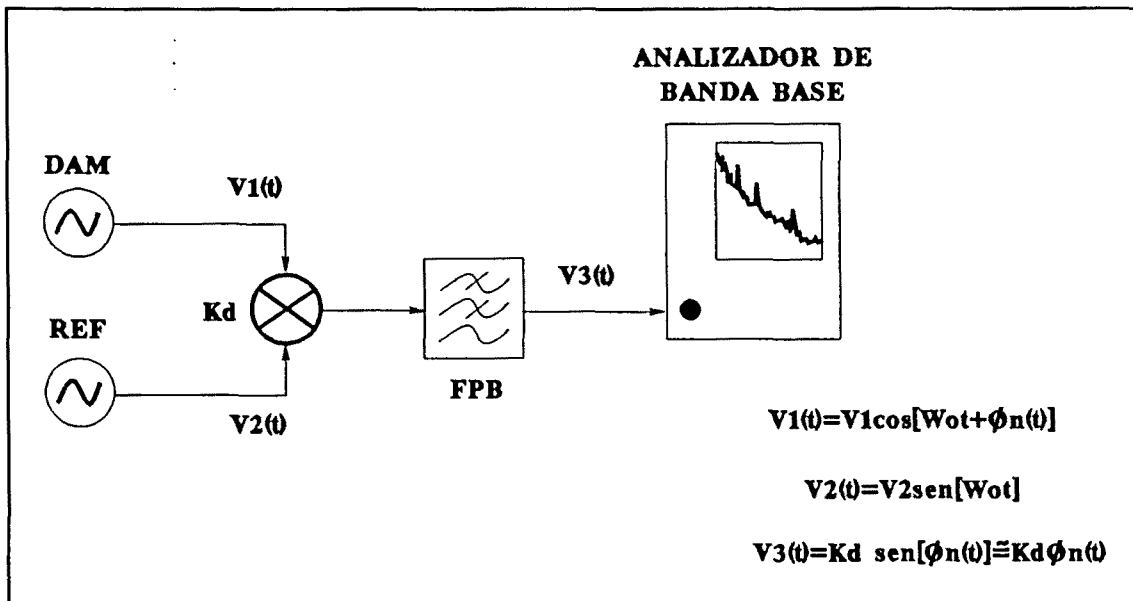 ANALIZADOR DE
BANDA BASE
DAM
V1(t)
Kd
V3(t)
REF
FPB
V2(t)
V1(t)=V1cos[Wot+Øn(t)]
V2(t)=V2sen[Wot]
V3(t)=Kd sen[Øn(t)]≅KdØn(t)